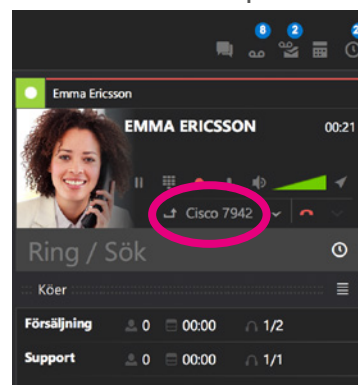 8 2 2
Emma Ericsson
EMMA ERICSSON 00:21
Cisco 7942
Ring / Sök
Köer
Försäljning 0 00:00 1/2
Support 0 00:00 1/1